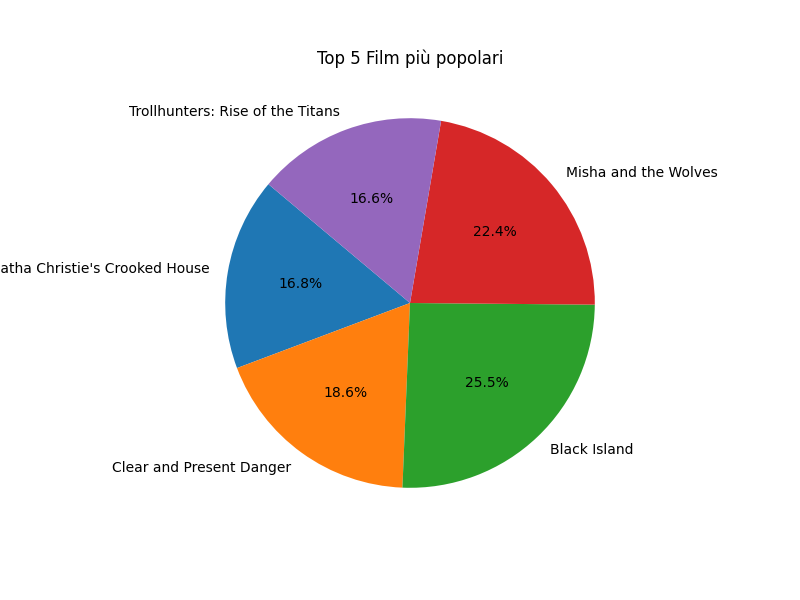 Top 5 Film più popolari
Trollhunters: Rise of the Titans
Misha and the Wolves
16.6%
22.4%
atha Christie's Crooked House
16.8%
18.6%
25.5%
Clear and Present Danger
Black Island